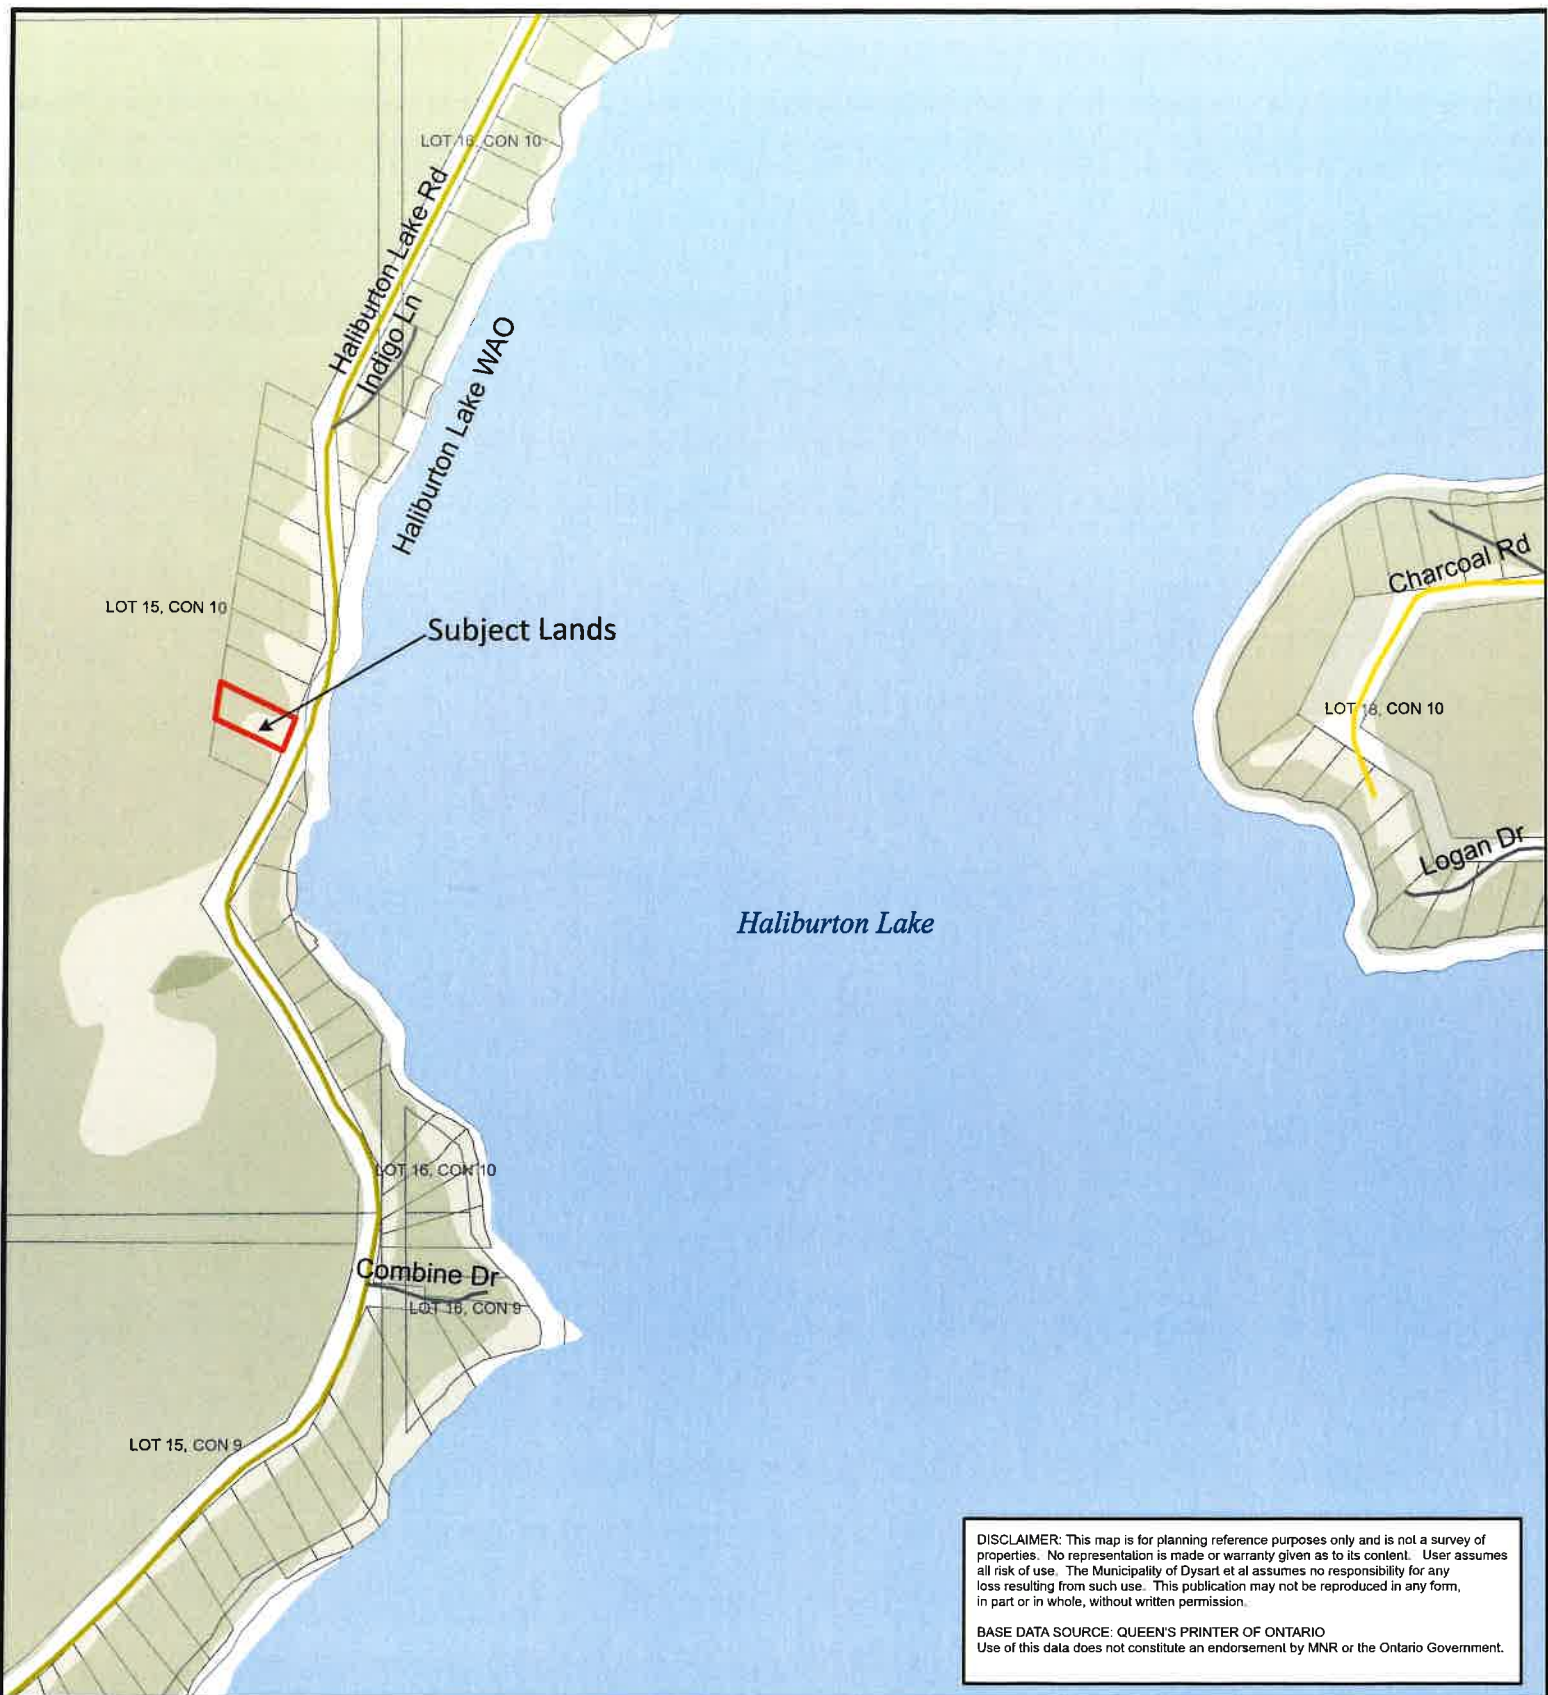 LOT 16, CON 10
Haliburton Lake Rd
Indigo Ln
Haliburton Lake WAO
Charcoal Rd
LOT 15, CON 10
Subject Lands
LOT 18, CON 10
Logan Dr
Haliburton Lake
LOT 16, CON 10
Combine Dr
LOT 16, CON 9
LOT 15, CON 9
DISCLAIMER: This map is for planning reference purposes only and is not a survey of
properties. No representation is made or warranty given as to its content. User assumes
all risk of use. The Municipality of Dysart et al assumes no responsibility for any
loss resulting from such use. This publication may not be reproduced in any form,
in part or in whole, without written permission.
BASE DATA SOURCE: QUEEN'S PRINTER OF ONTARIO
Use of this data does not constitute an endorsement by MNR or the Ontario Government.